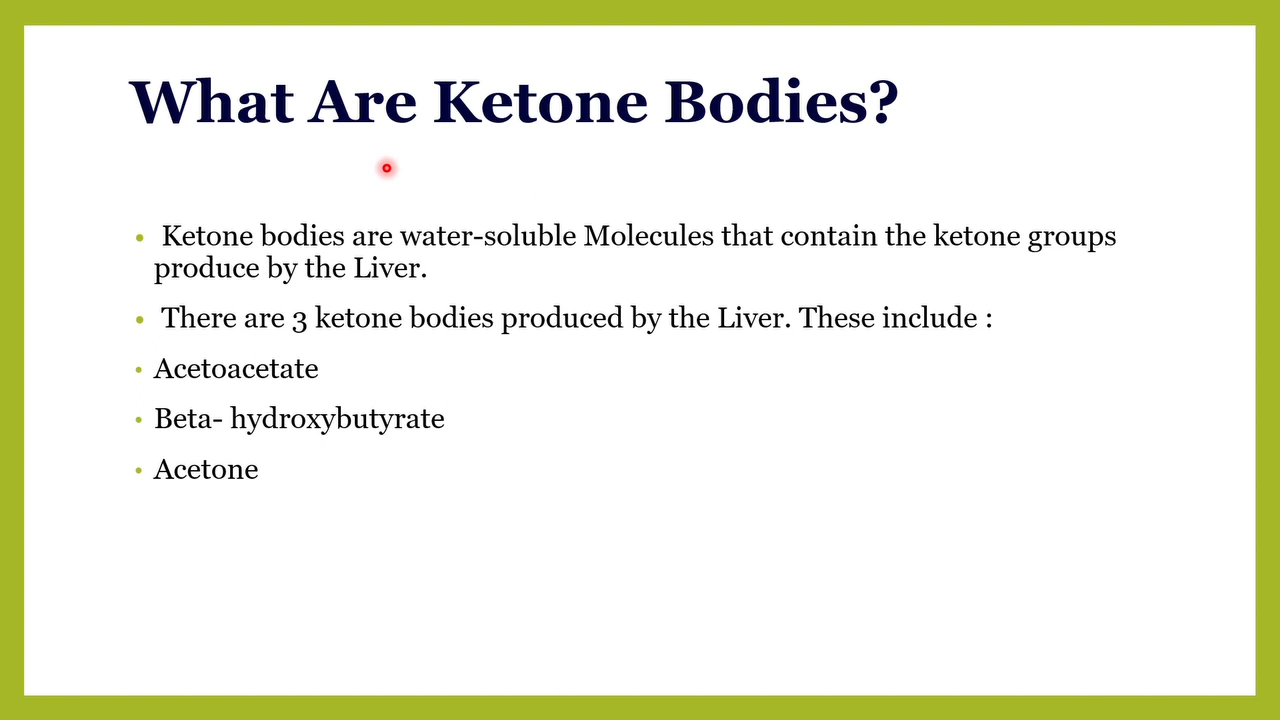 What Are Ketone Bodies?
• Ketone bodies are water-soluble Molecules that contain the ketone groups
produce by the Liver.
• There are 3 ketone bodies produced by the Liver. These include :
• Acetoacetate
• Beta- hydroxybutyrate
• Acetone